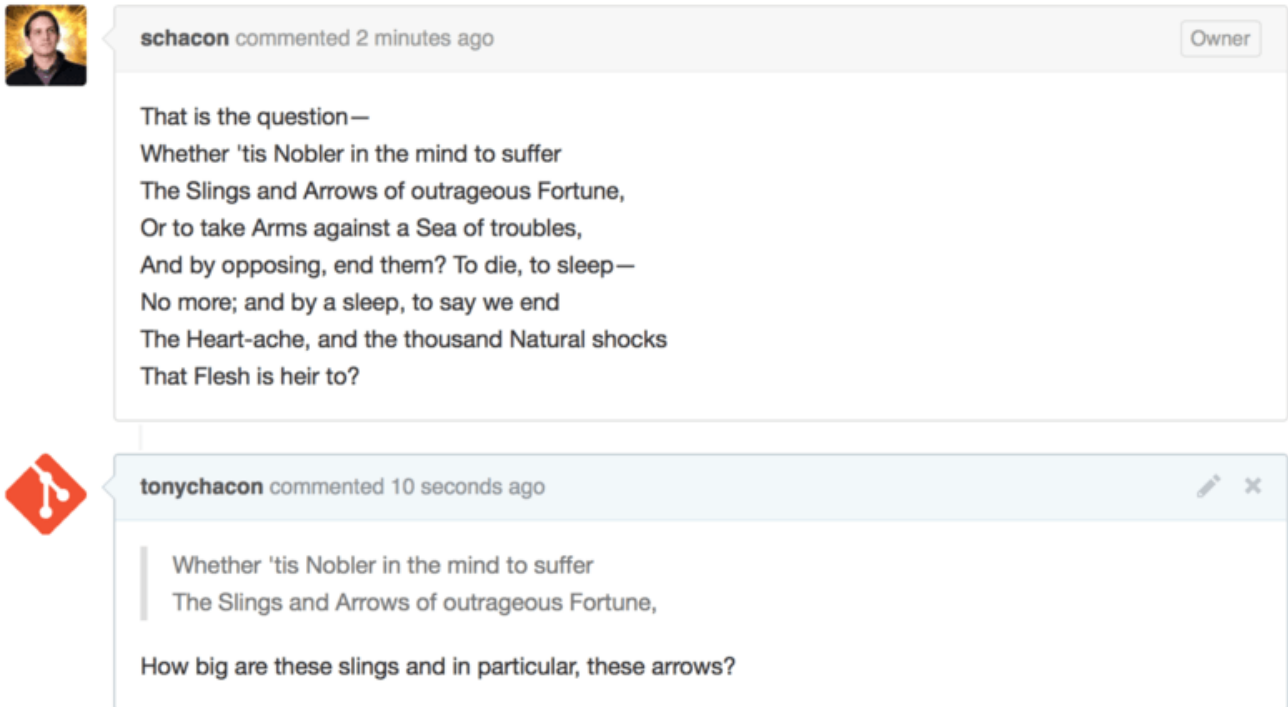 schacon commented 2 minutes ago
Owner
That is the question—
Whether 'tis Nobler in the mind to suffer
The Slings and Arrows of outrageous Fortune,
Or to take Arms against a Sea of troubles,
And by opposing, end them? To die, to sleep—
No more; and by a sleep, to say we end
The Heart-ache, and the thousand Natural shocks
That Flesh is heir to?
tonychacon commented 10 seconds ago
Whether 'tis Nobler in the mind to suffer
The Slings and Arrows of outrageous Fortune,
How big are these slings and in particular, these arrows?